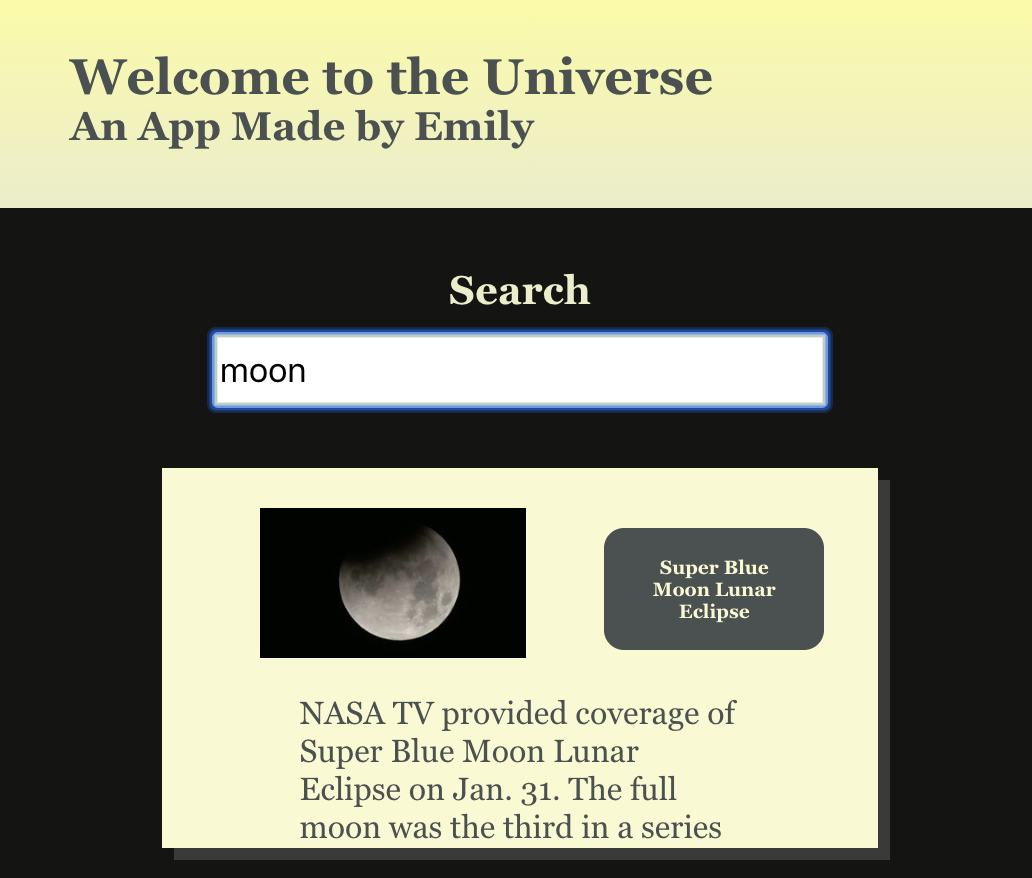 Welcome to the Universe
An App Made by Emily
Search
moon
Super Blue
Moon Lunar
Eclipse
NASA TV provided coverage of
Super Blue Moon Lunar
Eclipse on Jan. 31. The full
moon was the third in a series